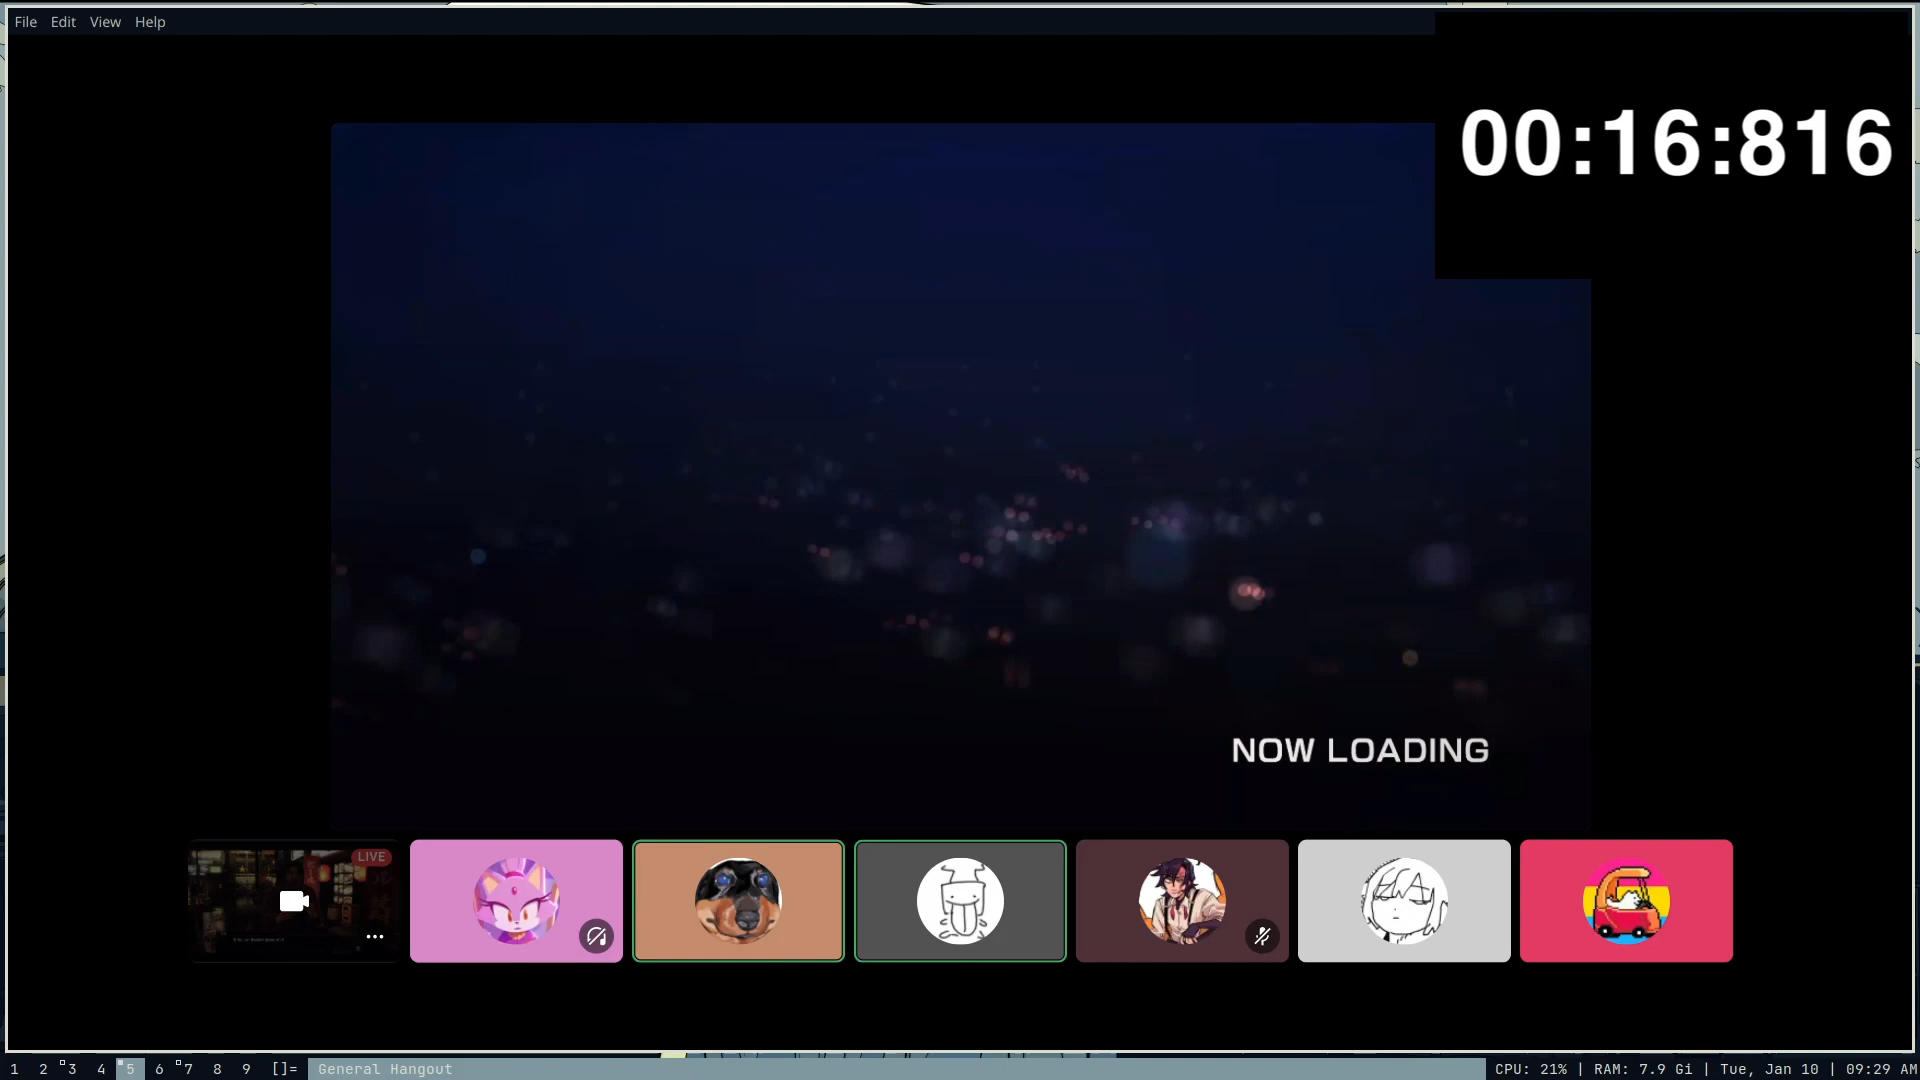 File Edit View Help
00:16:816
NOW LOADING
LIVE
1 2 3 4 5 6 7 8 9 []= General Hangout CPU: 21% | RAM: 7.9 Gi | Tue, Jan 10 | 09:29 AM